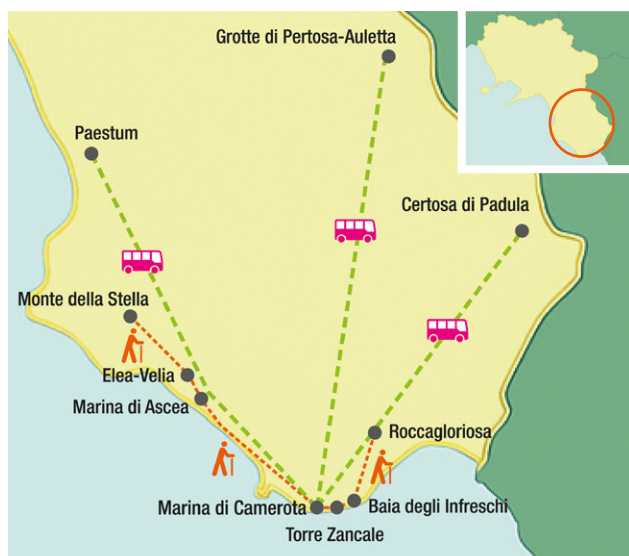 Grotte di Pertosa-Auletta
Paestum
Certosa di Padula
Monte della Stella
Elea-Velia
Marina di Ascea
Roccagloriosa
Marina di Camerota
Baia degli Infreschi
Torre Zancale